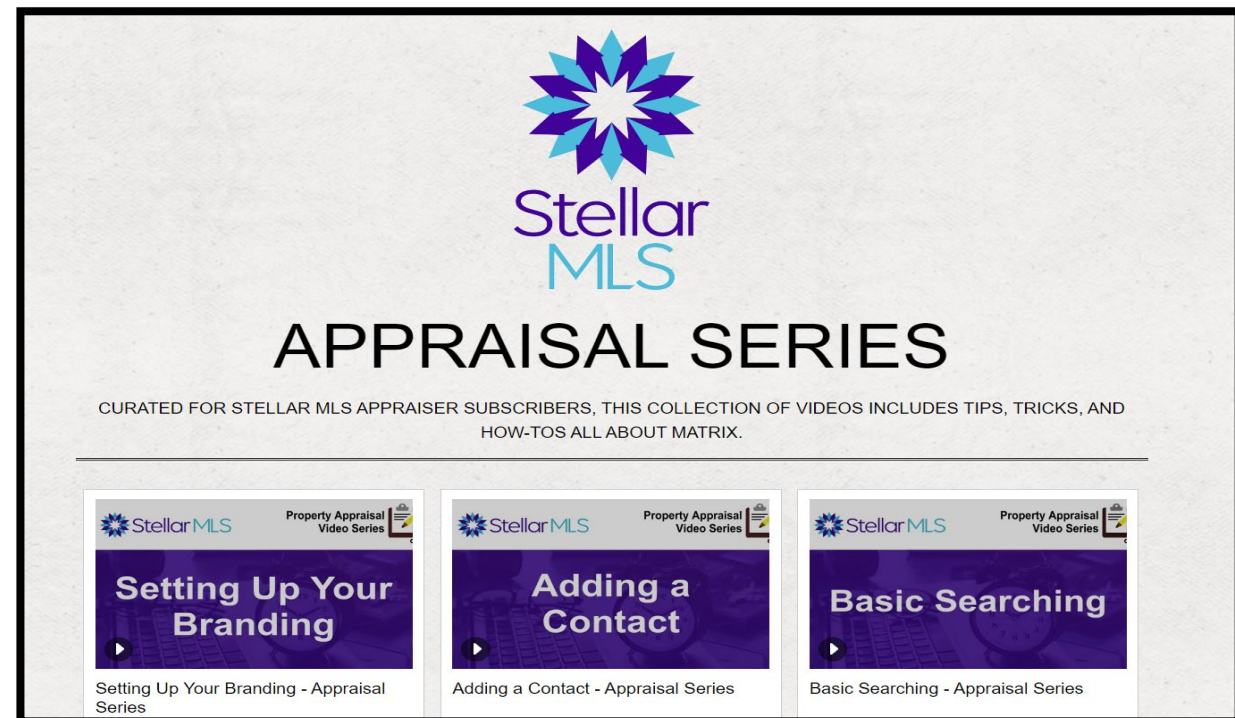 Stellar
MLS
APPRAISAL SERIES
CURATED FOR STELLAR MLS APPRAISER SUBSCRIBERS, THIS COLLECTION OF VIDEOS INCLUDES TIPS, TRICKS, AND
HOW-TOS ALL ABOUT MATRIX.
StellarMLS
Property Appraisal
Video Series
Setting Up Your
Branding
Setting Up Your Branding - Appraisal
Series
StellarMLS
Property Appraisal
Video Series
Adding a
Contact
Adding a Contact - Appraisal Series
StellarMLS
Property Appraisal
Video Series
Basic Searching
Basic Searching - Appraisal Series